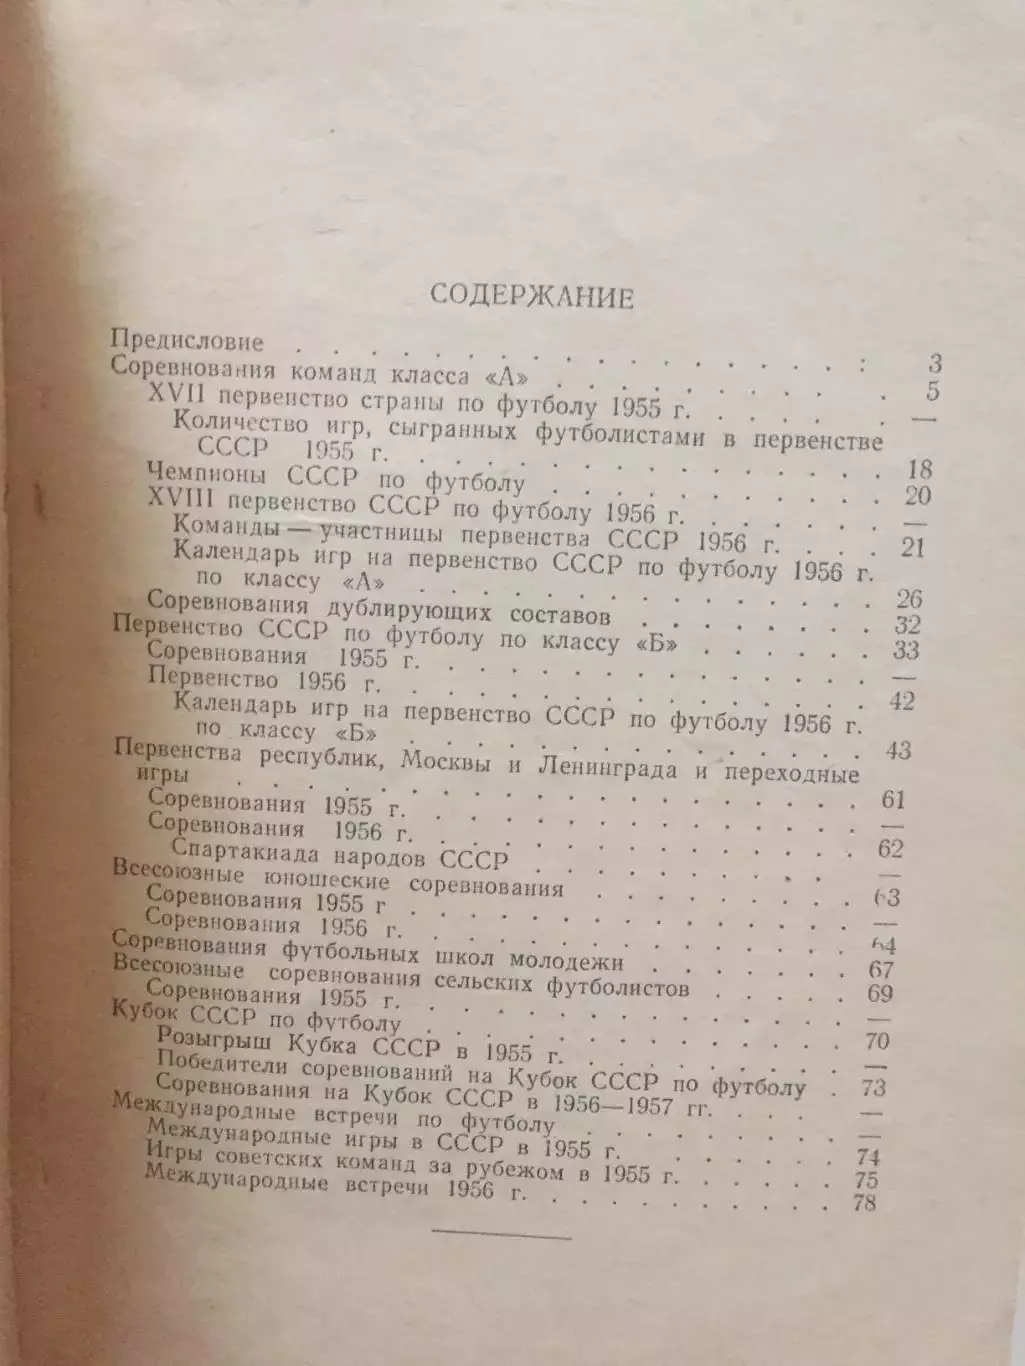 СОДЕРЖАНИЕ
Предисловие . . . . . . . . . . . . . . . : 3
Соревнования команд класса «А» . . . . . . . . 5
XVII первенство страны по футболу 1955 г. . . . . . —
Количество игр, сыгранных футболистами в первенстве
СССР 1955 г. . . . . . . . . . . . . . 18
Чемпионы СССР по футболу . . . . . . . . . . 20
XVIII первенство СССР по футболу 1956 г. . . . . . —
Команды — участницы первенства СССР 1956 г. . . . 21
Календарь игр на первенство СССР по футболу 1956 г.
по классу «А» . . . . . . . . . . . . . 26
Соревнования дублирующих составов . . . . . . . 32
Первенство СССР по футболу по классу «Б» . . . . . . 33
Соревнования 1955 г. . . . . . . . . . . . . —
Первенство 1956 г. . . . . . . . . . . . . . 42
Календарь игр на первенство СССР по футболу 1956 г.
по классу «Б» . . . . . . . . . . . . . 43
Первенства республик, Москвы и Ленинграда и переходные
игры . . . . . . . . . . . . . . . . 61
Соревнования 1955 г. . . . . . . . . . . . . —
Соревнования 1956 г. . . . . . . . . . . . . 62
Спартакиада народов СССР . . . . . . . . . —
Всесоюзные юношеские соревнования . . . . . . . . 63
Соревнования 1955 г . . . . . . . . . . . . —
Соревнования 1956 г. . . . . . . . . . . . . 64
Соревнования футбольных школ молодежи . . . . . . 67
Всесоюзные соревнования сельских футболистов . . . . . 69
Соревнования 1955 г. . . . . . . . . . . . . —
Кубок СССР по футболу . . . . . . . . . . . 70
Розыгрыш Кубка СССР в 1955 г. . . . . . . . . —
Победители соревнований на Кубок СССР по футболу . 73
Соревнования на Кубок СССР в 1956—1957 гг. . . . —
Международные встречи по футболу . . . . . . . . —
Международные игры в СССР в 1955 г. . . . . . . 74
Игры советских команд за рубежом в 1955 г. . . . . . 75
Международные встречи 1956 г. . . . . . . . . . 78